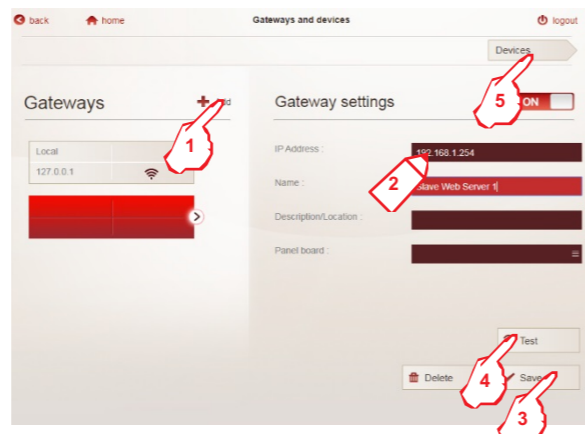 back home Gateways and devices logout
Devices
Gateways
Gateway settings
5 ON
1
Local
127.0.0.1
IP Address :
192.168.1.254
2
Name :
Slave Web Server 1
Description/Location :
Panel board :
Test
Delete
4
Save
3